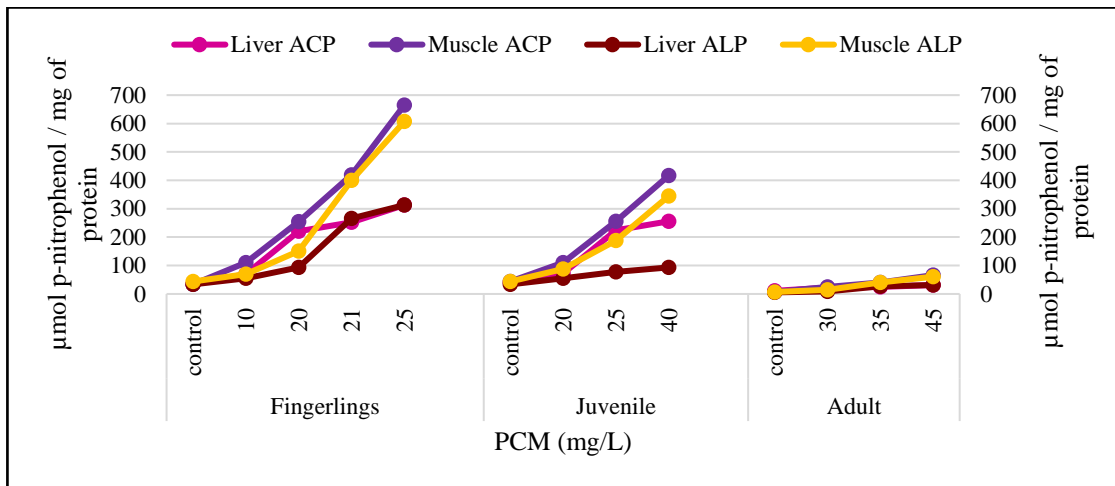 Liver ACP Muscle ACP Liver ALP Muscle ALP
µmol p-nitrophenol / mg of
protein
700
600
500
400
300
200
100
0
700
600
500
400
300
200
100
0
µmol p-nitrophenol / mg of
protein
control 10 20 21 25 control 20 25 40 control 30 35 45
Fingerlings Juvenile Adult
PCM (mg/L)